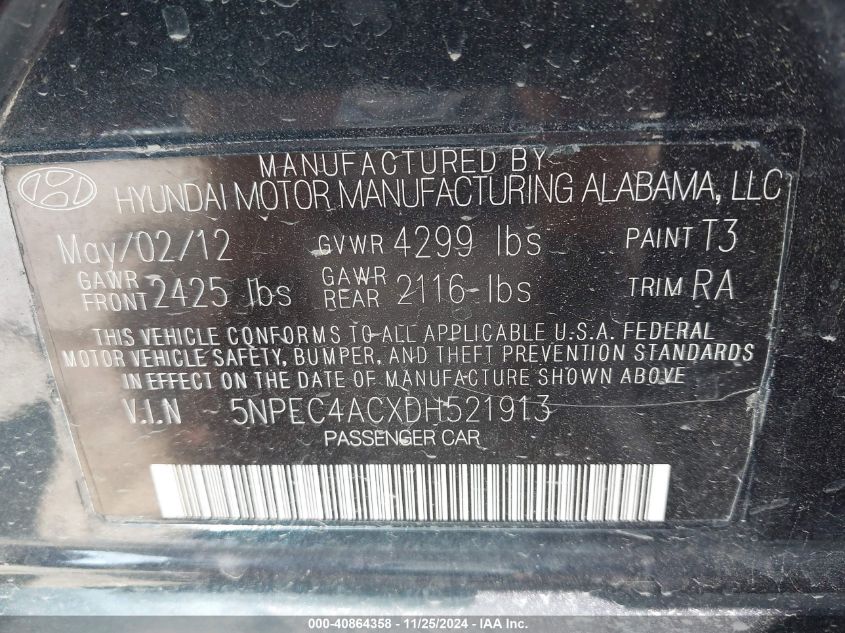 MANUFACTURED BY
HYUNDAI MOTOR MANUFACTURING ALABAMA, LLC
May/02/12 GVWR 4299 lbs PAINT T3
GAWR FRONT 2425 lbs GAWR REAR 2116 lbs TRIM RA
THIS VEHICLE CONFORMS TO ALL APPLICABLE U.S.A. FEDERAL
MOTOR VEHICLE SAFETY, BUMPER, AND THEFT PREVENTION STANDARDS
IN EFFECT ON THE DATE OF MANUFACTURE SHOWN ABOVE
V.I.N 5NPEC4ACXDH521913
PASSENGER CAR
000-40864358 | 11/25/2024 | © IAA, Inc.